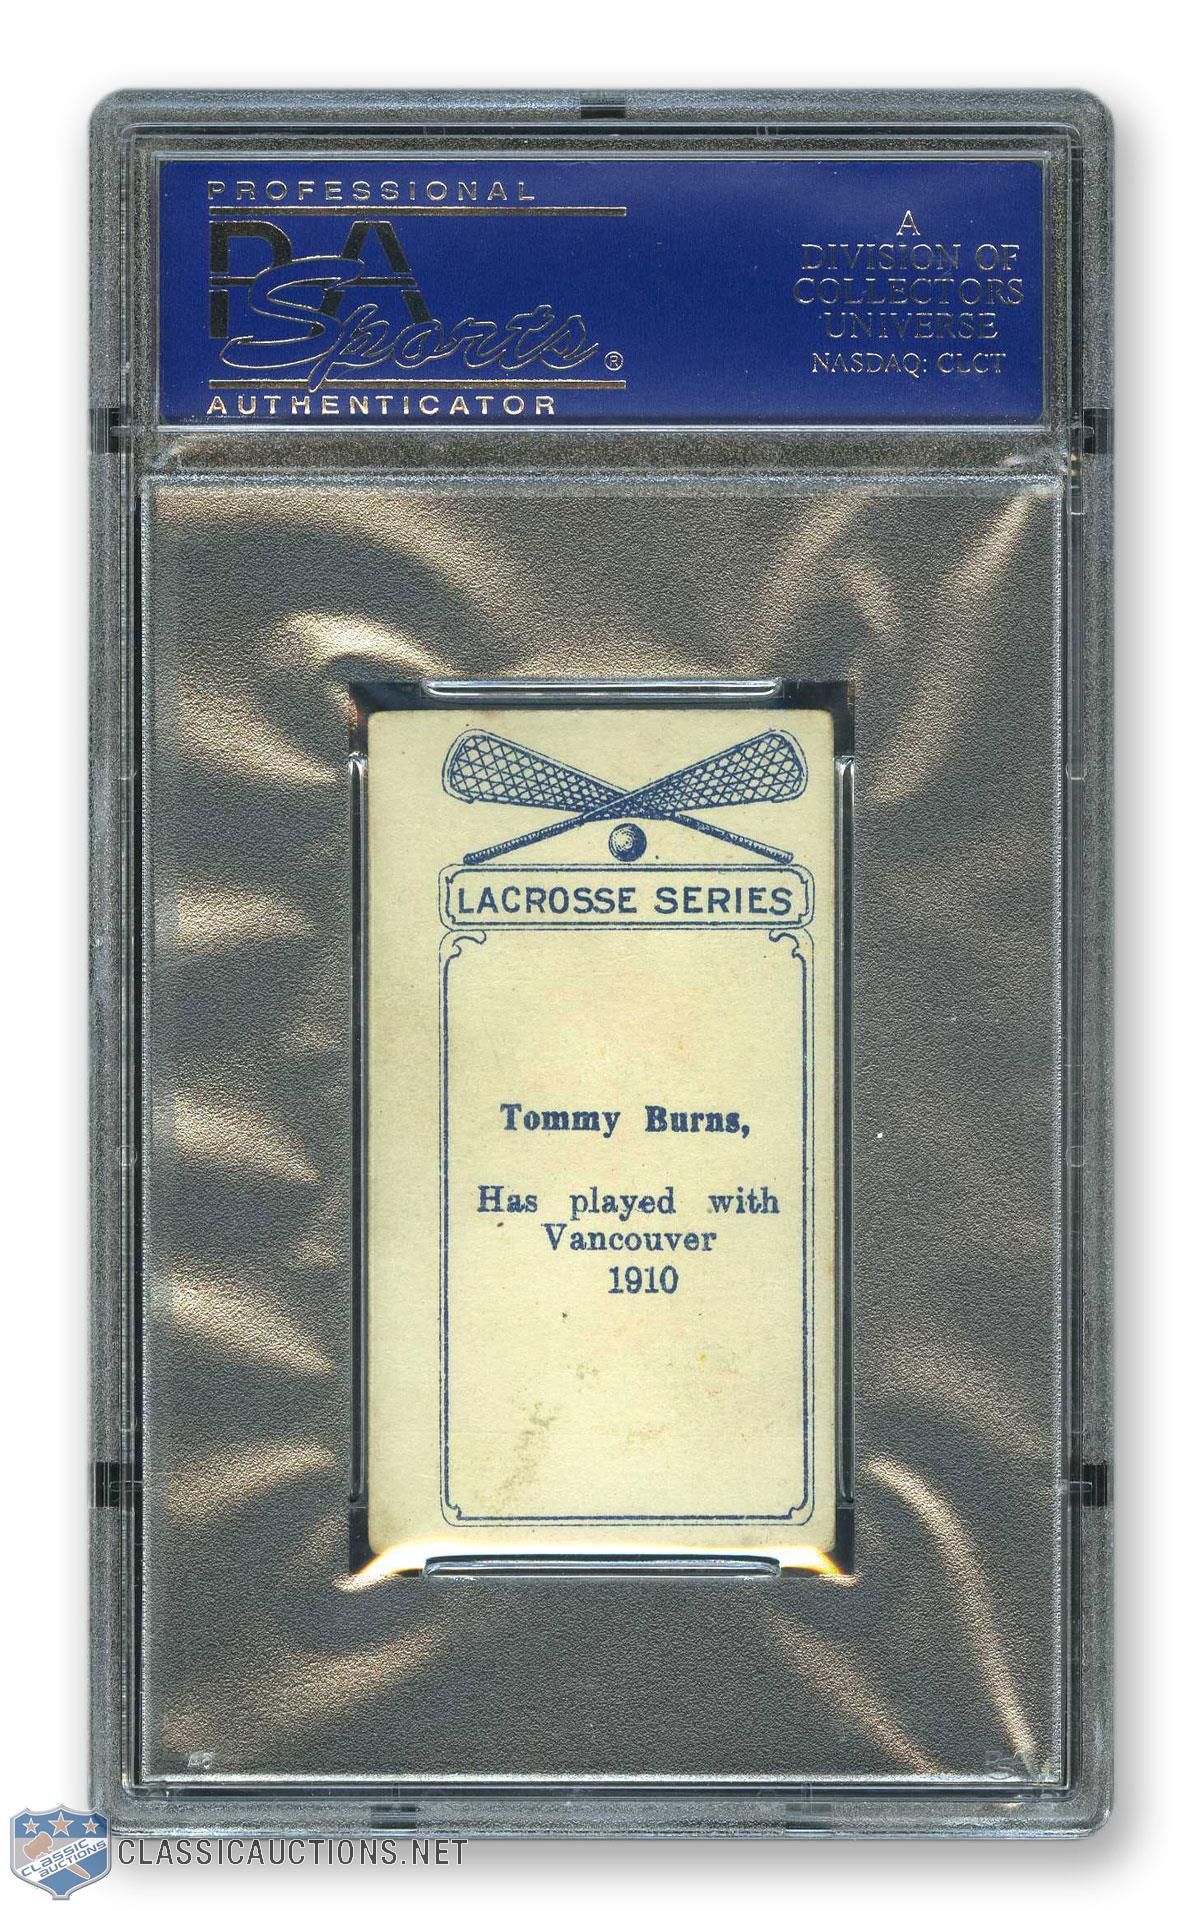 PROFESSIONAL
PSA
Sports®
AUTHENTICATOR
A
DIVISION OF
COLLECTORS
UNIVERSE
NASDAQ: CLCT
LACROSSE SERIES
Tommy Burns,
Has played with
Vancouver
1910
CLASSIC
AUCTIONS
CLASSICAUCTIONS.NET